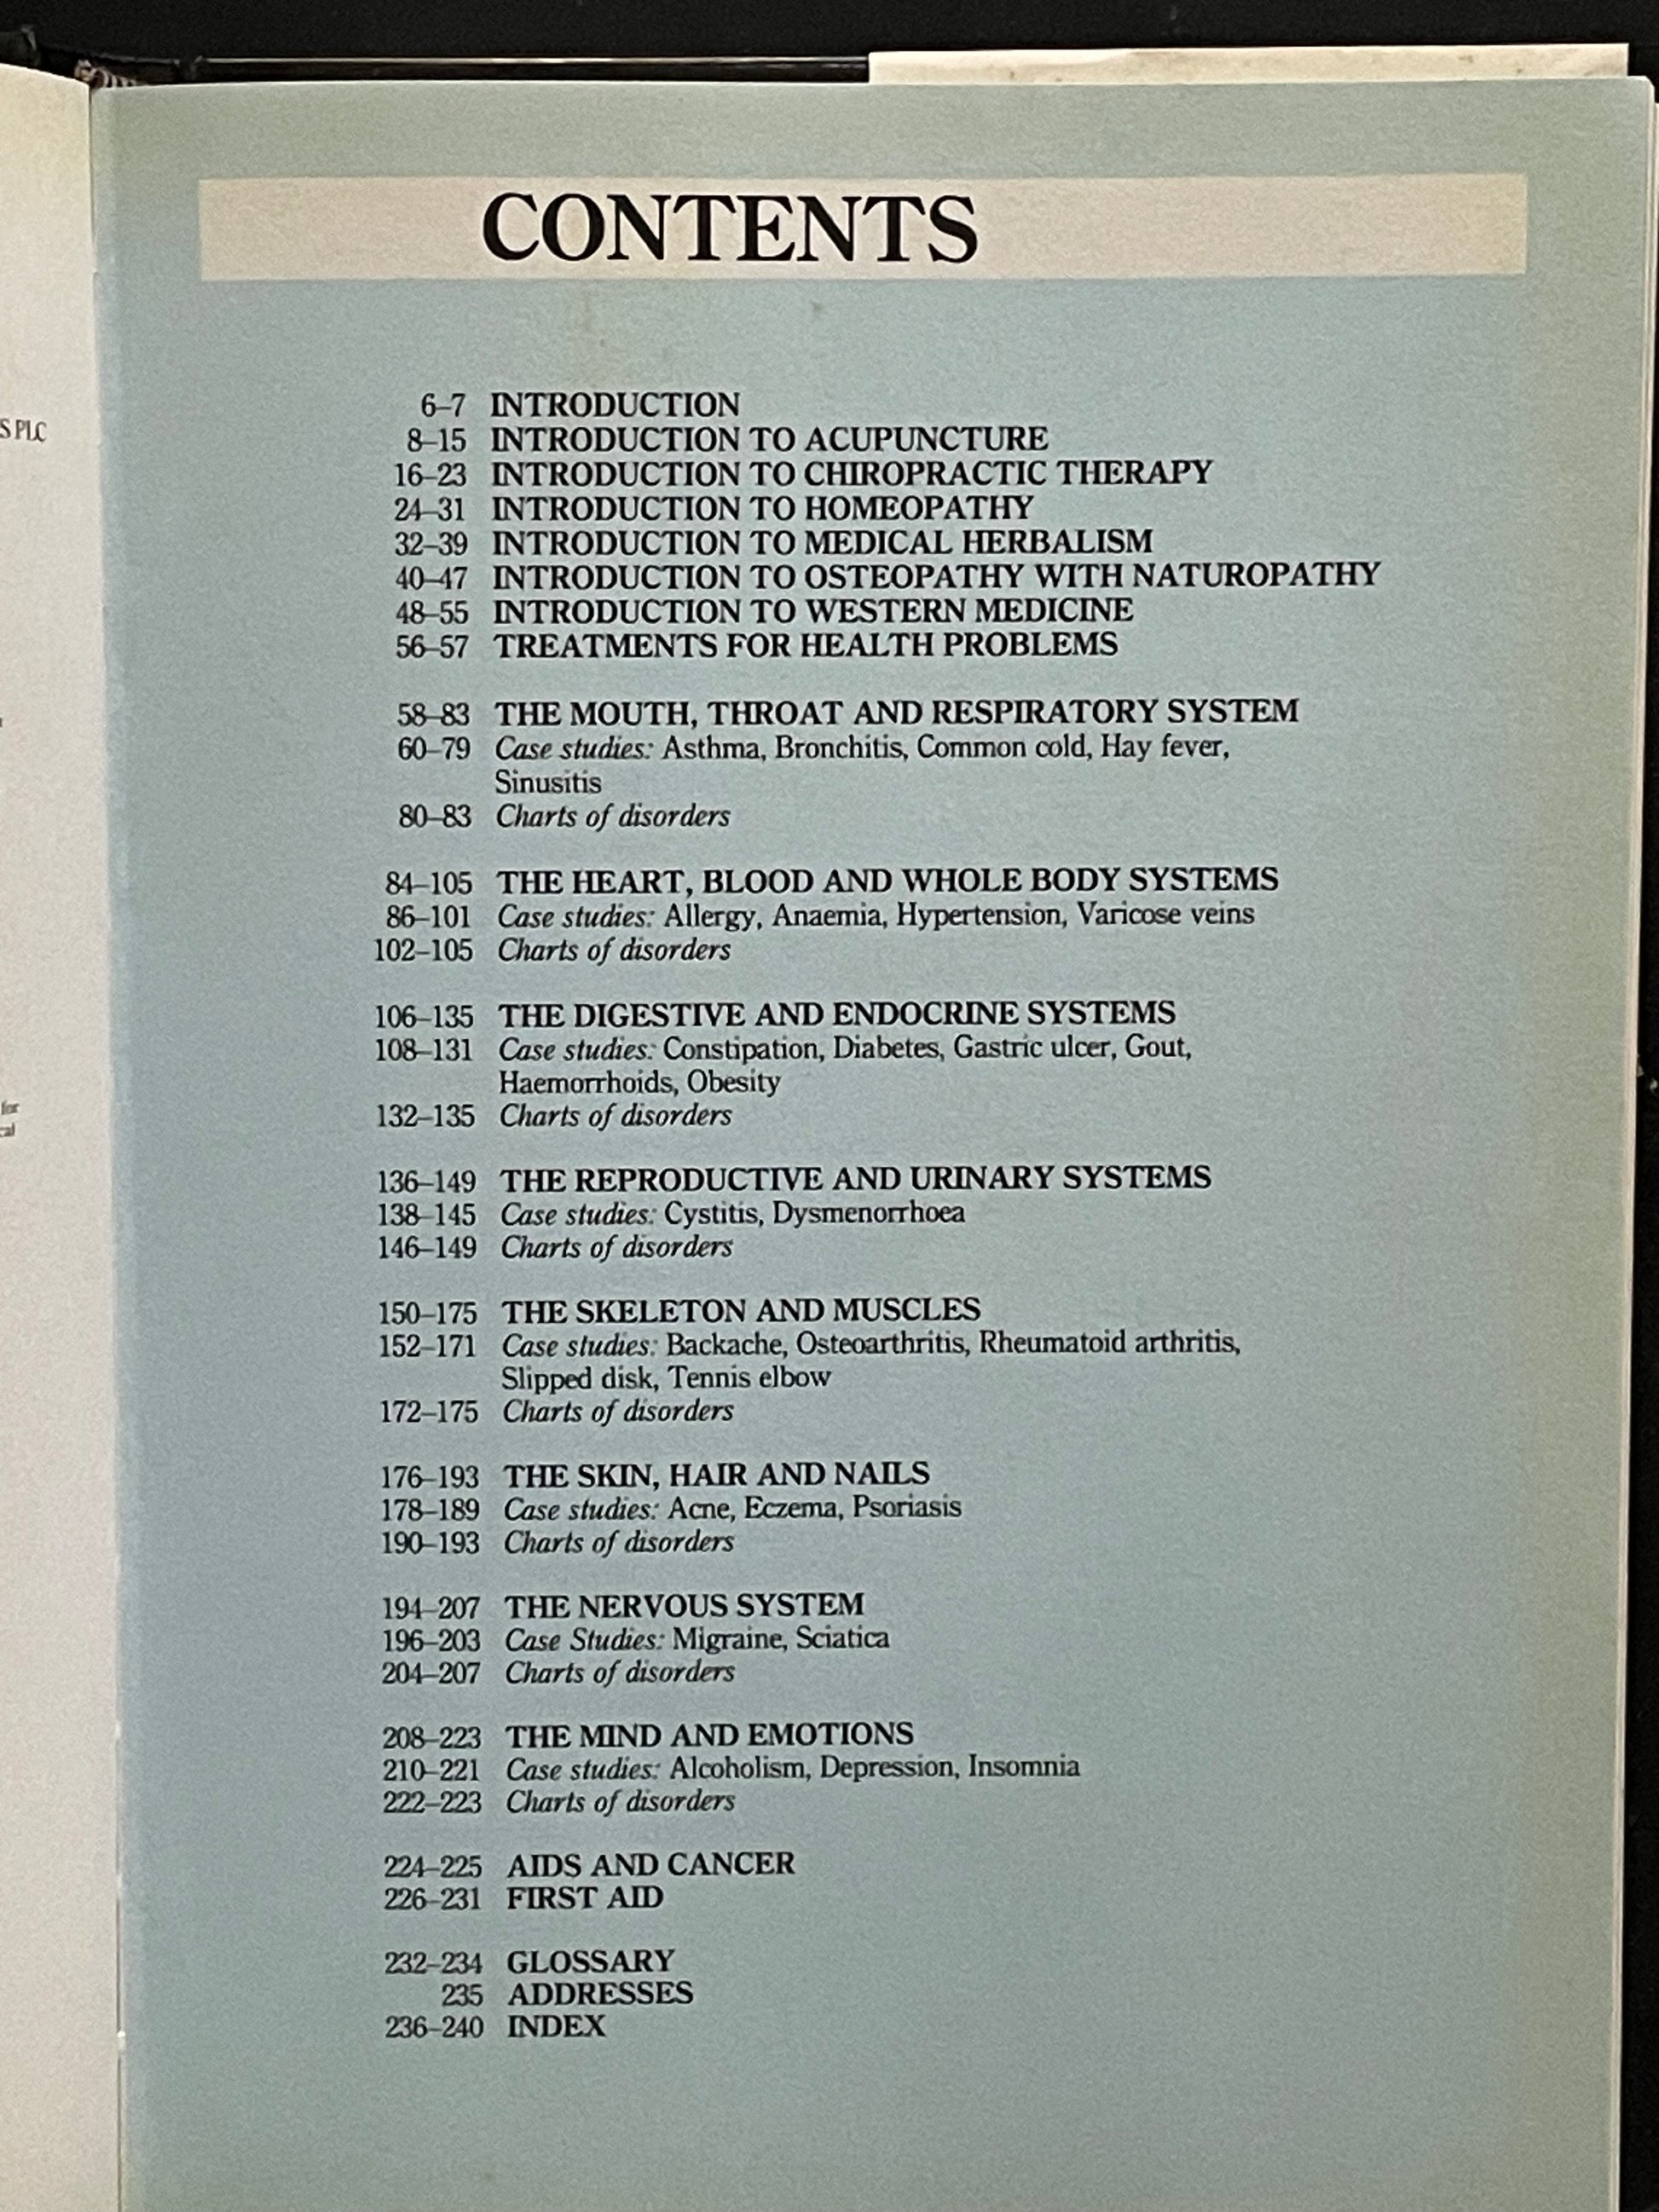 S PLC
for
cal
CONTENTS
6–7 INTRODUCTION
8–15 INTRODUCTION TO ACUPUNCTURE
16–23 INTRODUCTION TO CHIROPRACTIC THERAPY
24–31 INTRODUCTION TO HOMEOPATHY
32–39 INTRODUCTION TO MEDICAL HERBALISM
40–47 INTRODUCTION TO OSTEOPATHY WITH NATUROPATHY
48–55 INTRODUCTION TO WESTERN MEDICINE
56–57 TREATMENTS FOR HEALTH PROBLEMS
58–83 THE MOUTH, THROAT AND RESPIRATORY SYSTEM
60–79 Case studies: Asthma, Bronchitis, Common cold, Hay fever,
Sinusitis
80–83 Charts of disorders
84–105 THE HEART, BLOOD AND WHOLE BODY SYSTEMS
86–101 Case studies: Allergy, Anaemia, Hypertension, Varicose veins
102–105 Charts of disorders
106–135 THE DIGESTIVE AND ENDOCRINE SYSTEMS
108–131 Case studies: Constipation, Diabetes, Gastric ulcer, Gout,
Haemorrhoids, Obesity
132–135 Charts of disorders
136–149 THE REPRODUCTIVE AND URINARY SYSTEMS
138–145 Case studies: Cystitis, Dysmenorrhoea
146–149 Charts of disorders
150–175 THE SKELETON AND MUSCLES
152–171 Case studies: Backache, Osteoarthritis, Rheumatoid arthritis,
Slipped disk, Tennis elbow
172–175 Charts of disorders
176–193 THE SKIN, HAIR AND NAILS
178–189 Case studies: Acne, Eczema, Psoriasis
190–193 Charts of disorders
194–207 THE NERVOUS SYSTEM
196–203 Case Studies: Migraine, Sciatica
204–207 Charts of disorders
208–223 THE MIND AND EMOTIONS
210–221 Case studies: Alcoholism, Depression, Insomnia
222–223 Charts of disorders
224–225 AIDS AND CANCER
226–231 FIRST AID
232–234 GLOSSARY
235 ADDRESSES
236–240 INDEX